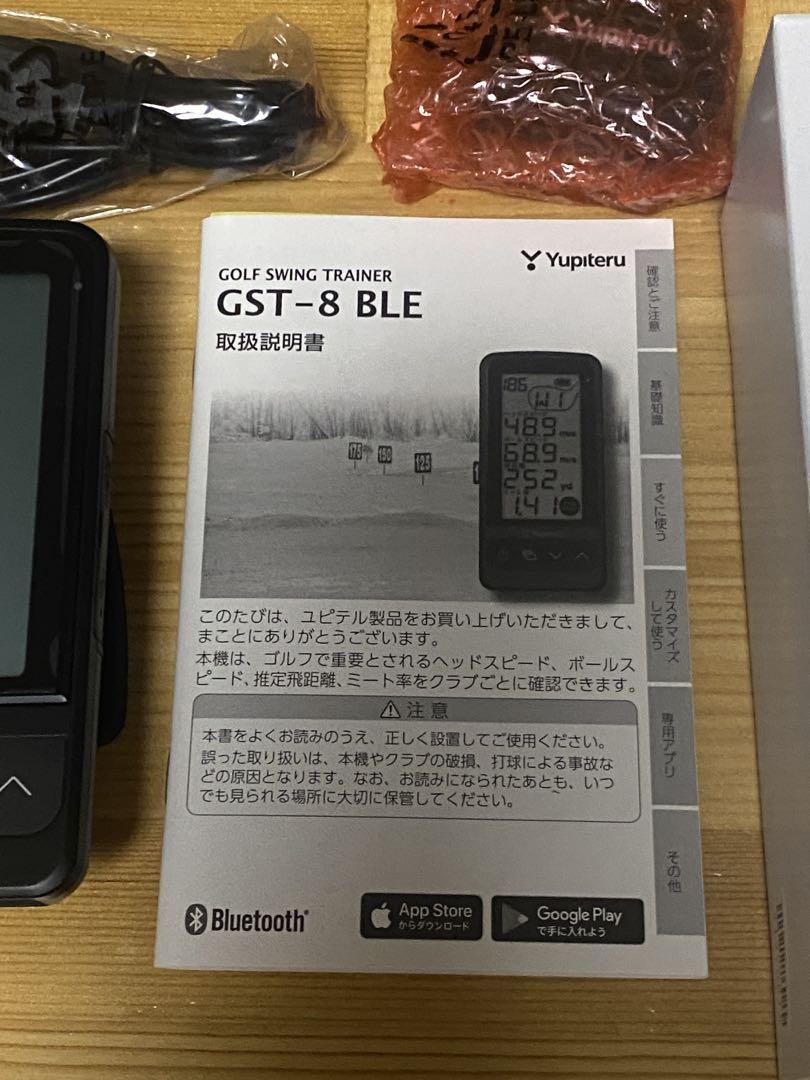 Yupiteru
Yupiteru
GOLF SWING TRAINER
GST-8 BLE
取扱説明書
確認とご注意
基礎知識
すぐに使う
カスタマイズ
して使う
専用アプリ
その他
175
150
125
186
W1
48.9 m/s
68.9 m/s
252 yd
1.41
このたびは、ユピテル製品をお買い上げいただきまして、
まことにありがとうございます。
本機は、ゴルフで重要とされるヘッドスピード、ボールス
ピード、推定飛距離、ミート率をクラブごとに確認できます。
⚠ 注意
本書をよくお読みのうえ、正しく設置してご使用ください。
誤った取り扱いは、本機やクラブの破損、打球による事故な
どの原因となります。なお、お読みになられたあとも、いつ
でも見られる場所に大切に保管してください。
Bluetooth®
App Store
からダウンロード
Google Play
で手に入れよう